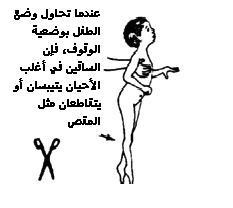 عندما تحاول وضع
الطفل بوضعية
الوقوف، فإن
الساقين في أغلب
الأحيان يتيبسان أو
يتقاطعان مثل
المقص